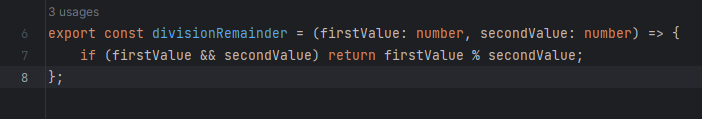 3 usages
6 export const divisionRemainder = (firstValue: number, secondValue: number) => {
7     if (firstValue && secondValue) return firstValue % secondValue;
8 };